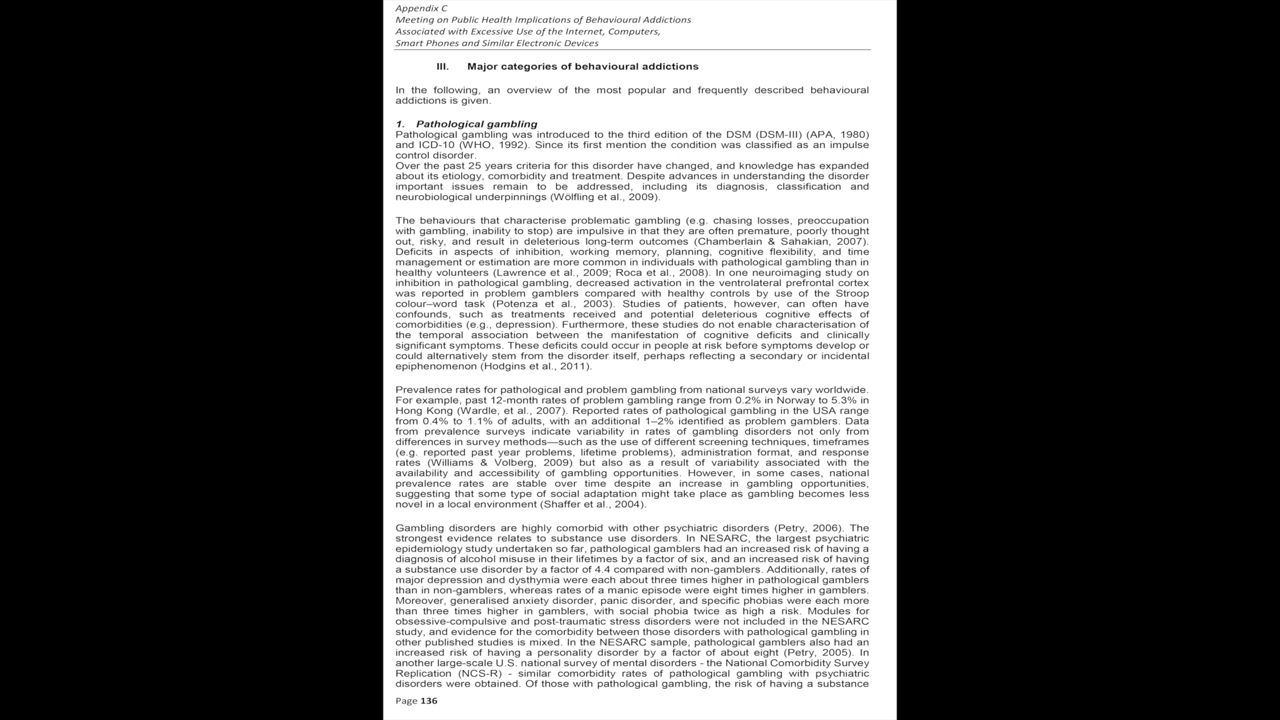 Appendix C
Meeting on Public Health Implications of Behavioural Addictions
Associated with Excessive Use of the Internet, Computers,
Smart Phones and Similar Electronic Devices
III. Major categories of behavioural addictions
In the following, an overview of the most popular and frequently described behavioural
addictions is given.
1. Pathological gambling
Pathological gambling was introduced to the third edition of the DSM (DSM-III) (APA, 1980)
and ICD-10 (WHO, 1992). Since its first mention the condition was classified as an impulse
control disorder.
Over the past 25 years criteria for this disorder have changed, and knowledge has expanded
about its etiology, comorbidity and treatment. Despite advances in understanding the disorder
important issues remain to be addressed, including its diagnosis, classification and
neurobiological underpinnings (Wölfling et al., 2009).
The behaviours that characterise problematic gambling (e.g. chasing losses, preoccupation
with gambling, inability to stop) are impulsive in that they are often premature, poorly thought
out, risky, and result in deleterious long-term outcomes (Chamberlain & Sahakian, 2007).
Deficits in aspects of inhibition, working memory, planning, cognitive flexibility, and time
management or estimation are more common in individuals with pathological gambling than in
healthy volunteers (Lawrence et al., 2009; Roca et al., 2008). In one neuroimaging study on
inhibition in pathological gambling, decreased activation in the ventrolateral prefrontal cortex
was reported in problem gamblers compared with healthy controls by use of the Stroop
colour–word task (Potenza et al., 2003). Studies of patients, however, can often have
confounds, such as treatments received and potential deleterious cognitive effects of
comorbidities (e.g., depression). Furthermore, these studies do not enable characterisation of
the temporal association between the manifestation of cognitive deficits and clinically
significant symptoms. These deficits could occur in people at risk before symptoms develop or
could alternatively stem from the disorder itself, perhaps reflecting a secondary or incidental
epiphenomenon (Hodgins et al., 2011).
Prevalence rates for pathological and problem gambling from national surveys vary worldwide.
For example, past 12-month rates of problem gambling range from 0.2% in Norway to 5.3% in
Hong Kong (Wardle, et al., 2007). Reported rates of pathological gambling in the USA range
from 0.4% to 1.1% of adults, with an additional 1–2% identified as problem gamblers. Data
from prevalence surveys indicate variability in rates of gambling disorders not only from
differences in survey methods—such as the use of different screening techniques, timeframes
(e.g. reported past year problems, lifetime problems), administration format, and response
rates (Williams & Volberg, 2009) but also as a result of variability associated with the
availability and accessibility of gambling opportunities. However, in some cases, national
prevalence rates are stable over time despite an increase in gambling opportunities,
suggesting that some type of social adaptation might take place as gambling becomes less
novel in a local environment (Shaffer et al., 2004).
Gambling disorders are highly comorbid with other psychiatric disorders (Petry, 2006). The
strongest evidence relates to substance use disorders. In NESARC, the largest psychiatric
epidemiology study undertaken so far, pathological gamblers had an increased risk of having a
diagnosis of alcohol misuse in their lifetimes by a factor of six, and an increased risk of having
a substance use disorder by a factor of 4.4 compared with non-gamblers. Additionally, rates of
major depression and dysthymia were each about three times higher in pathological gamblers
than in non-gamblers, whereas rates of a manic episode were eight times higher in gamblers.
Moreover, generalised anxiety disorder, panic disorder, and specific phobias were each more
than three times higher in gamblers, with social phobia twice as high a risk. Modules for
obsessive-compulsive and post-traumatic stress disorders were not included in the NESARC
study, and evidence for the comorbidity between those disorders with pathological gambling in
other published studies is mixed. In the NESARC sample, pathological gamblers also had an
increased risk of having a personality disorder by a factor of about eight (Petry, 2005). In
another large-scale U.S. national survey of mental disorders - the National Comorbidity Survey
Replication (NCS-R) - similar comorbidity rates of pathological gambling with psychiatric
disorders were obtained. Of those with pathological gambling, the risk of having a substance
Page 136